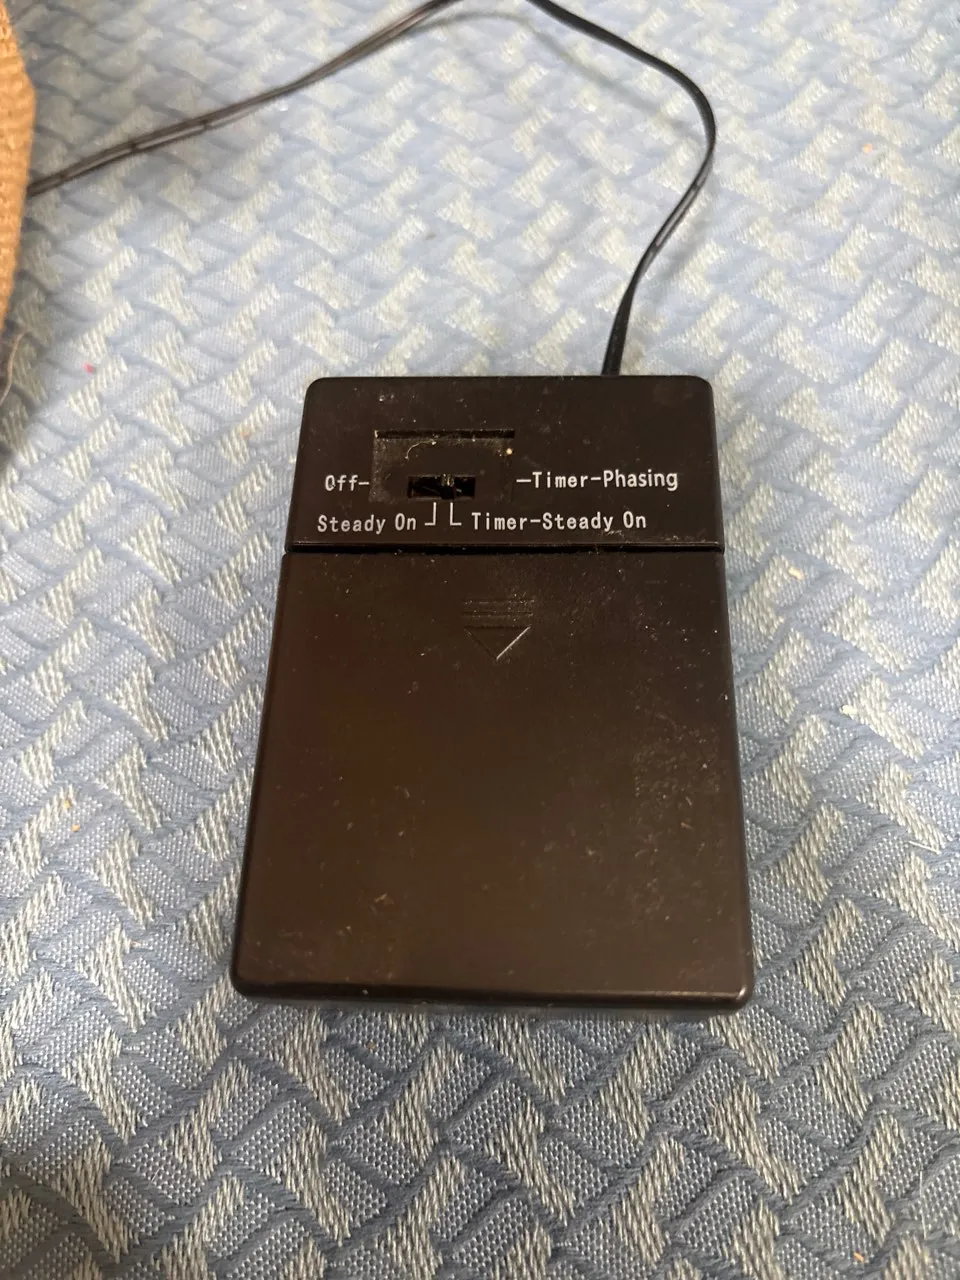 Off- -Timer-Phasing
Steady On Timer-Steady On